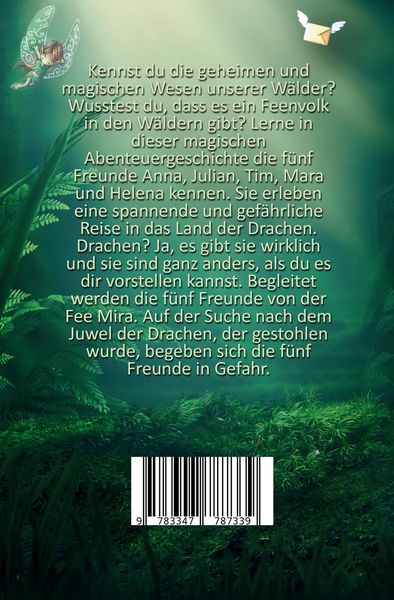 Kennst du die geheimen und
magischen Wesen unserer Wälder?
Wusstest du, dass es ein Feenvolk
in den Wäldern gibt? Lerne in
dieser magischen
Abenteuergeschichte die fünf
Freunde Anna, Julian, Tim, Mara
und Helena kennen. Sie erleben
eine spannende und gefährliche
Reise in das Land der Drachen.
Drachen? Ja, es gibt sie wirklich
und sie sind ganz anders, als du es
dir vorstellen kannst. Begleitet
werden die fünf Freunde von der
Fee Mira. Auf der Suche nach dem
Juwel der Drachen, der gestohlen
wurde, begeben sich die fünf
Freunde in Gefahr.
9 783347 787339